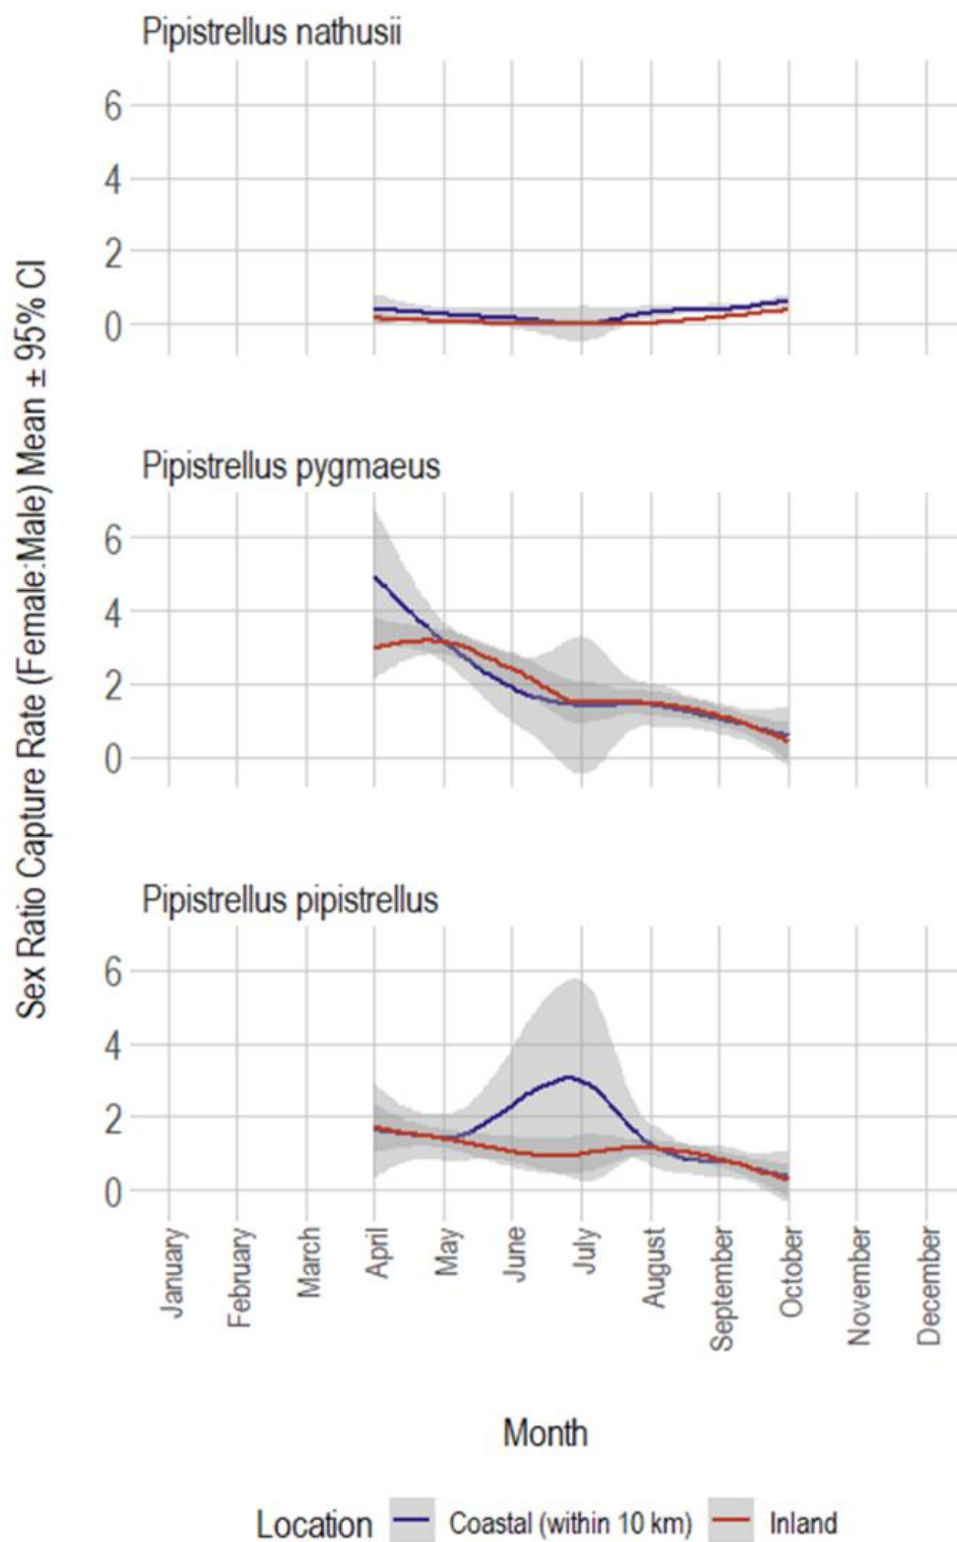 Pipistrellus nathusii
6
4
2
0
Pipistrellus pygmaeus
6
4
2
0
Pipistrellus pipistrellus
6
4
2
0
Sex Ratio Capture Rate (Female:Male) Mean ± 95% CI
January
February
March
April
May
June
July
August
September
October
November
December
Month
Location Coastal (within 10 km) Inland